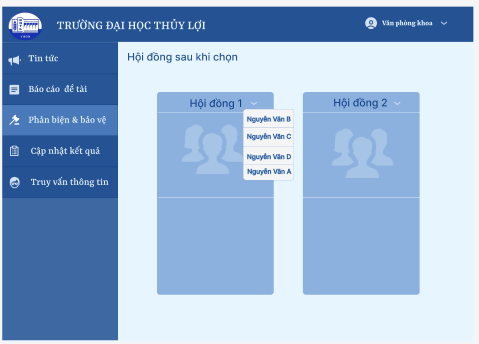 TRƯỜNG ĐẠI HỌC THỦY LỢI
Văn phòng khoa
Tin tức
Báo cáo đề tài
Phản biện & bảo vệ
Cập nhật kết quả
Truy vấn thông tin
Hội đồng sau khi chọn
Hội đồng 1
Nguyễn Văn B
Nguyễn Văn C
Nguyễn Văn D
Nguyễn Văn A
Hội đồng 2